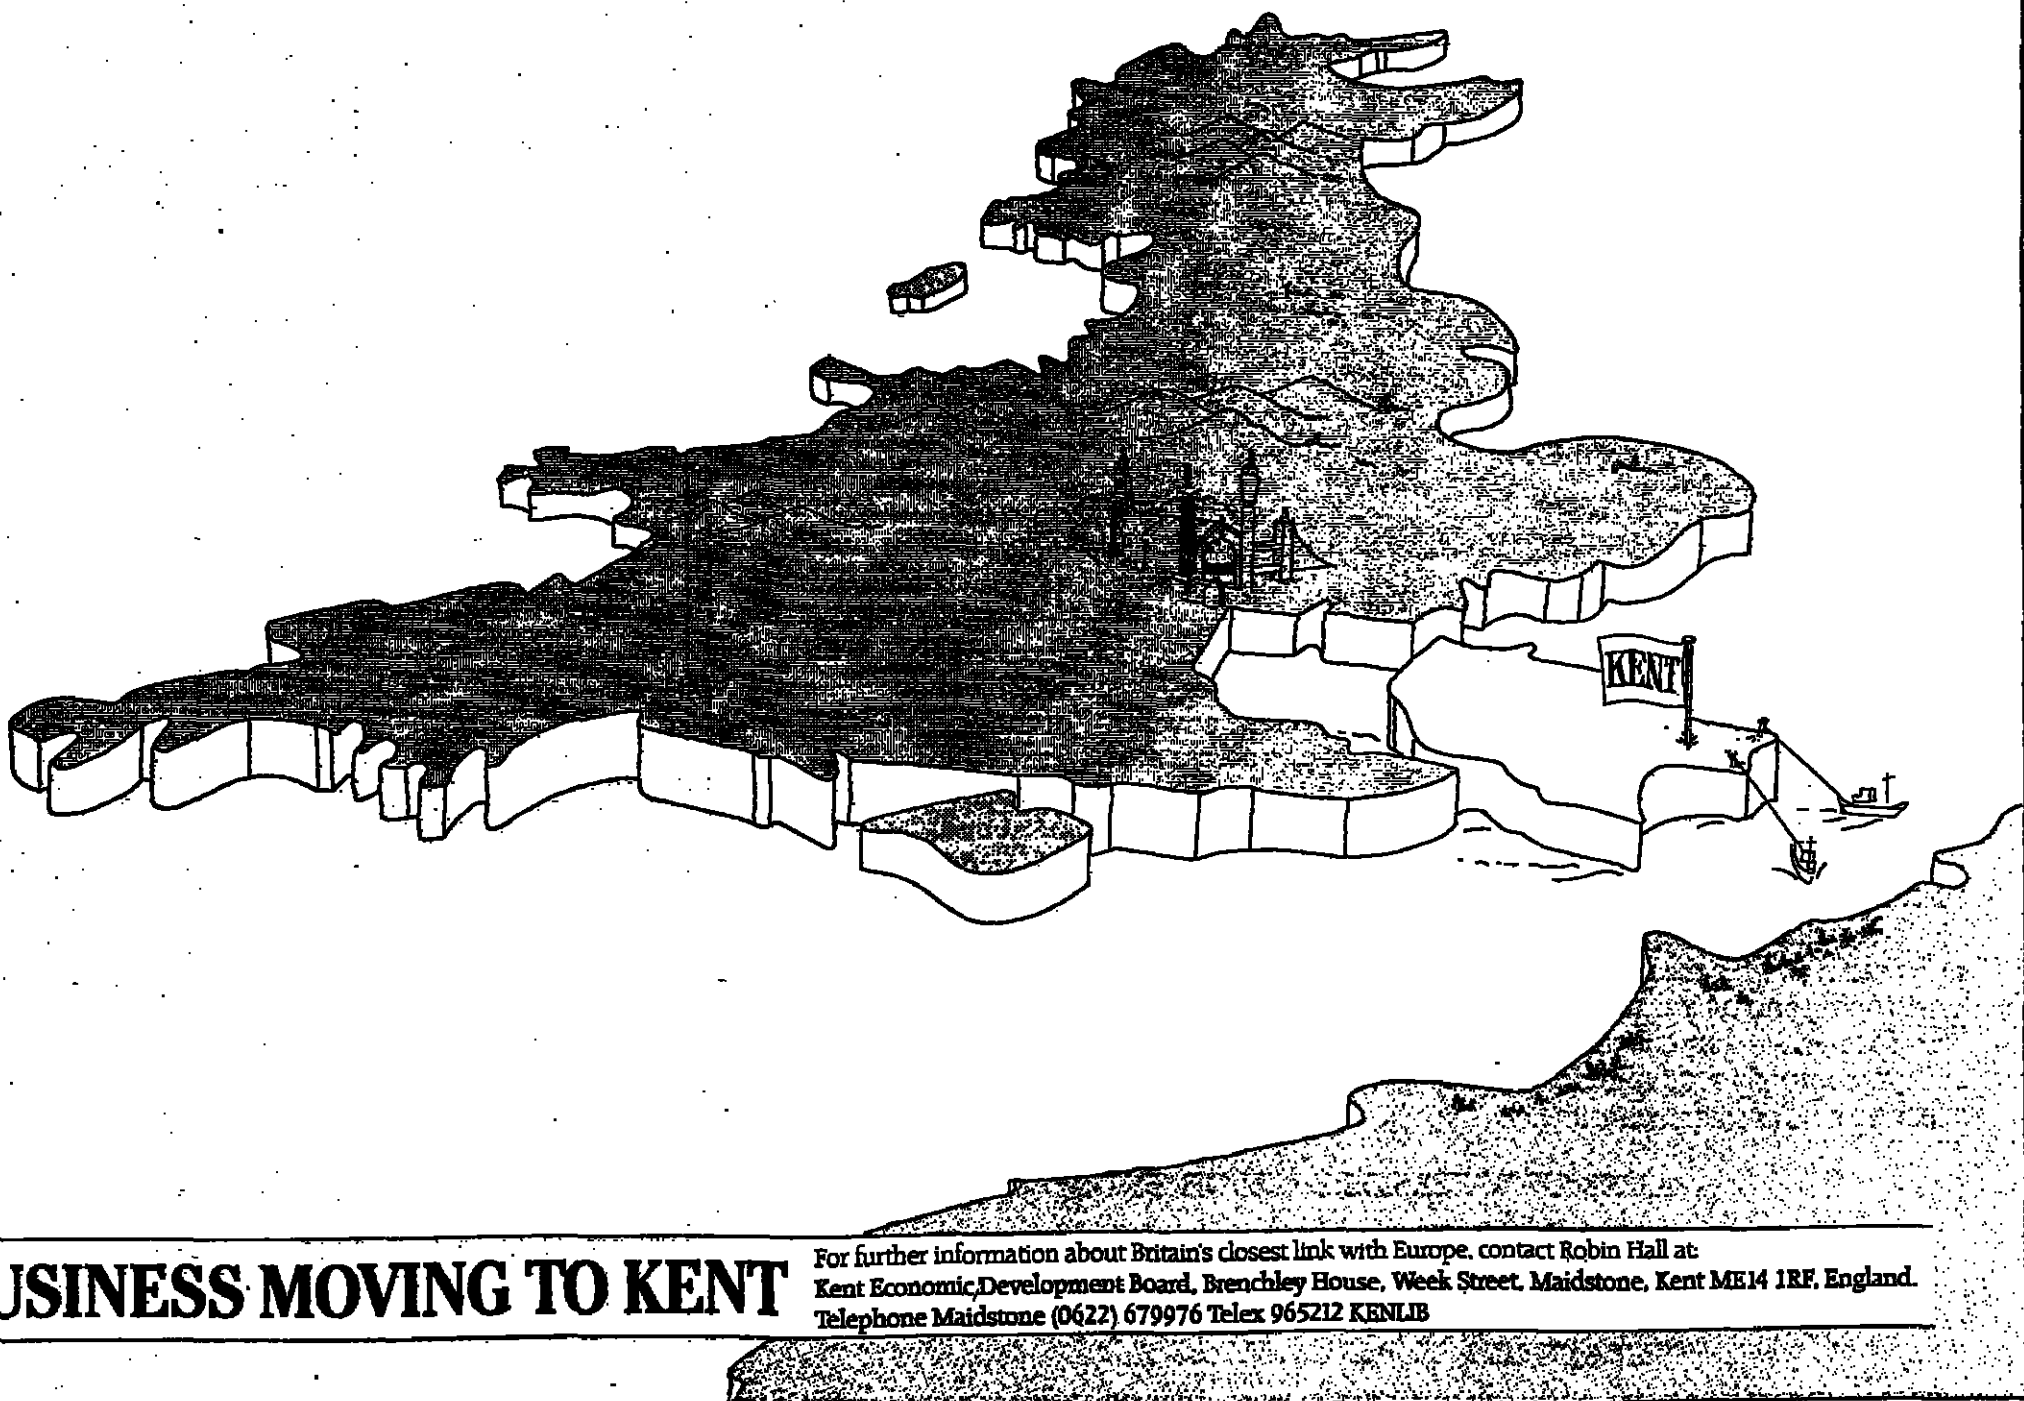 KENT
USINESS MOVING TO KENT
For further information about Britain's closest link with Europe, contact Robin Hall at:
Kent Economic Development Board, Brenchley House, Week Street, Maidstone, Kent ME14 1RF, England.
Telephone Maidstone (0622) 679976 Telex 965212 KENLIB